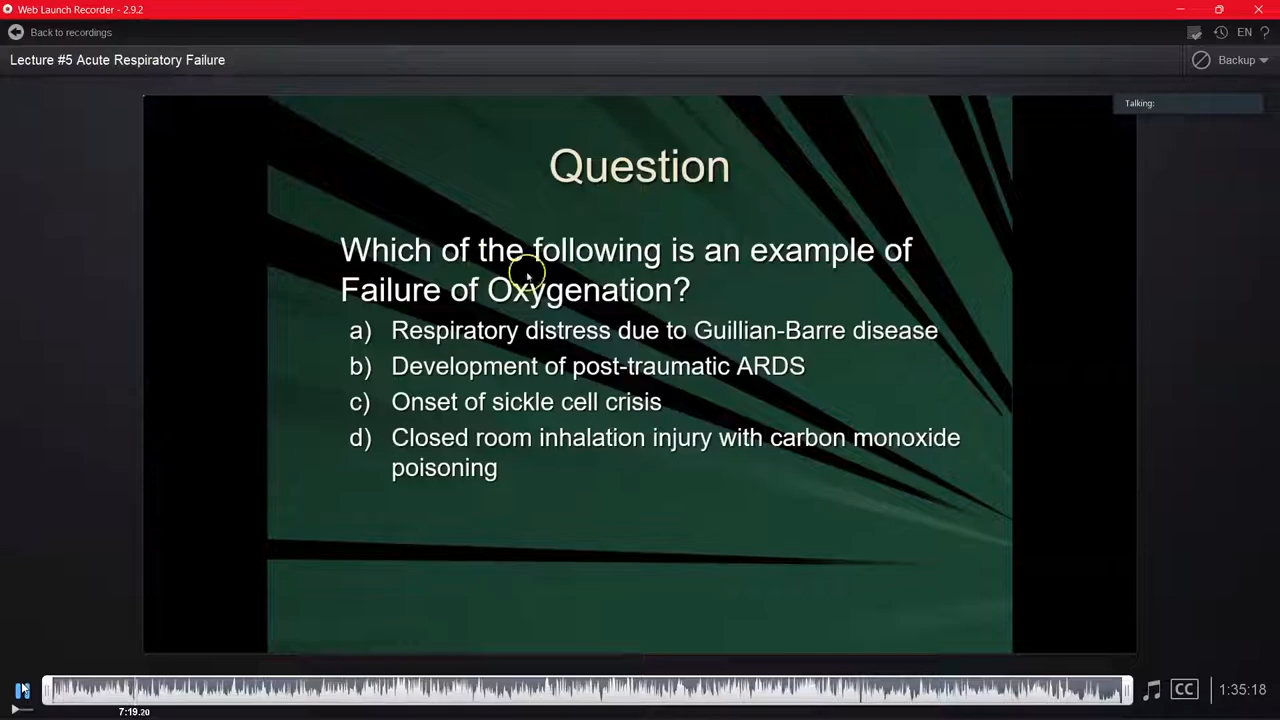 Web Launch Recorder - 2.9.2
Back to recordings
EN ?
Lecture #5 Acute Respiratory Failure
Backup
Talking:
Question
Which of the following is an example of
Failure of Oxygenation?
a) Respiratory distress due to Guillian-Barre disease
b) Development of post-traumatic ARDS
c) Onset of sickle cell crisis
d) Closed room inhalation injury with carbon monoxide
poisoning
CC
1:35:18
7:19.20